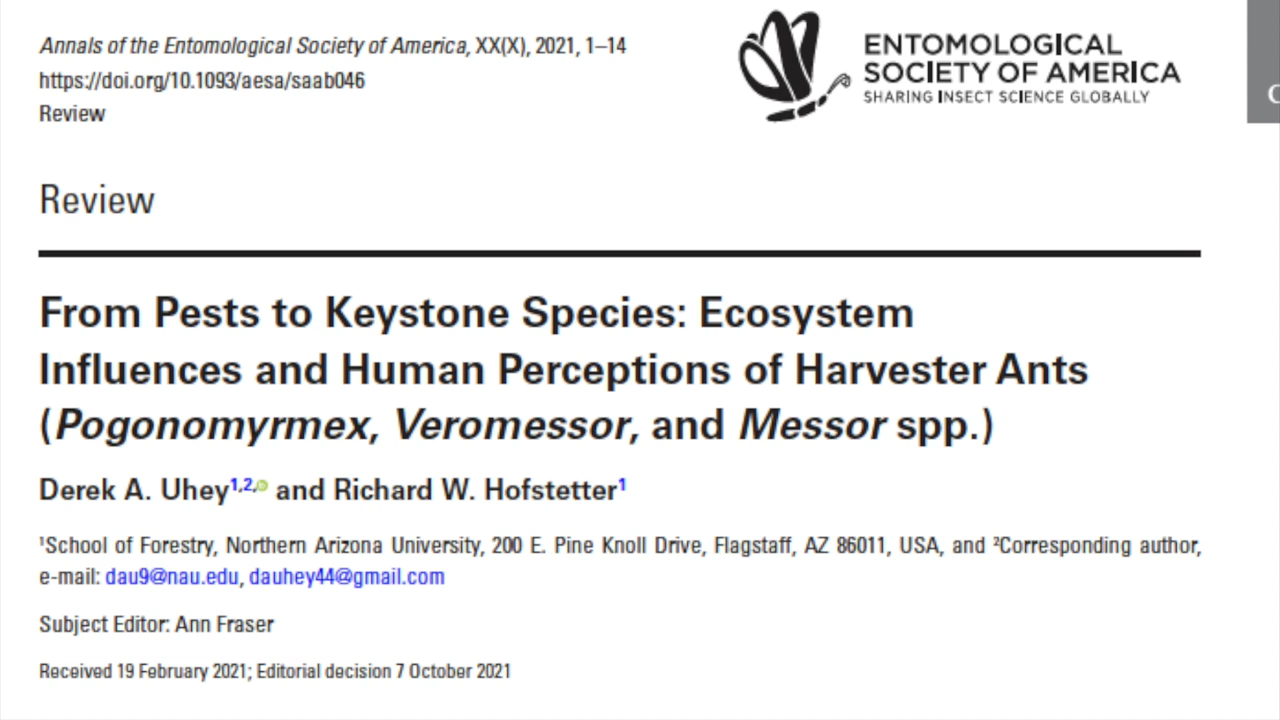 Annals of the Entomological Society of America, XX(X), 2021, 1–14
https://doi.org/10.1093/aesa/saab046
Review
ENTOMOLOGICAL
SOCIETY OF AMERICA
SHARING INSECT SCIENCE GLOBALLY
Review
From Pests to Keystone Species: Ecosystem
Influences and Human Perceptions of Harvester Ants
(Pogonomyrmex, Veromessor, and Messor spp.)
Derek A. Uhey1,2, and Richard W. Hofstetter1
1School of Forestry, Northern Arizona University, 200 E. Pine Knoll Drive, Flagstaff, AZ 86011, USA, and 2Corresponding author,
e-mail: dau9@nau.edu, dauhey44@gmail.com
Subject Editor: Ann Fraser
Received 19 February 2021; Editorial decision 7 October 2021